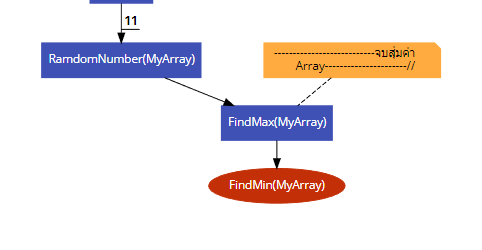 11
RamdomNumber(MyArray)
---------------------------จบสุ่มค่า
Array----------------------//
FindMax(MyArray)
FindMin(MyArray)